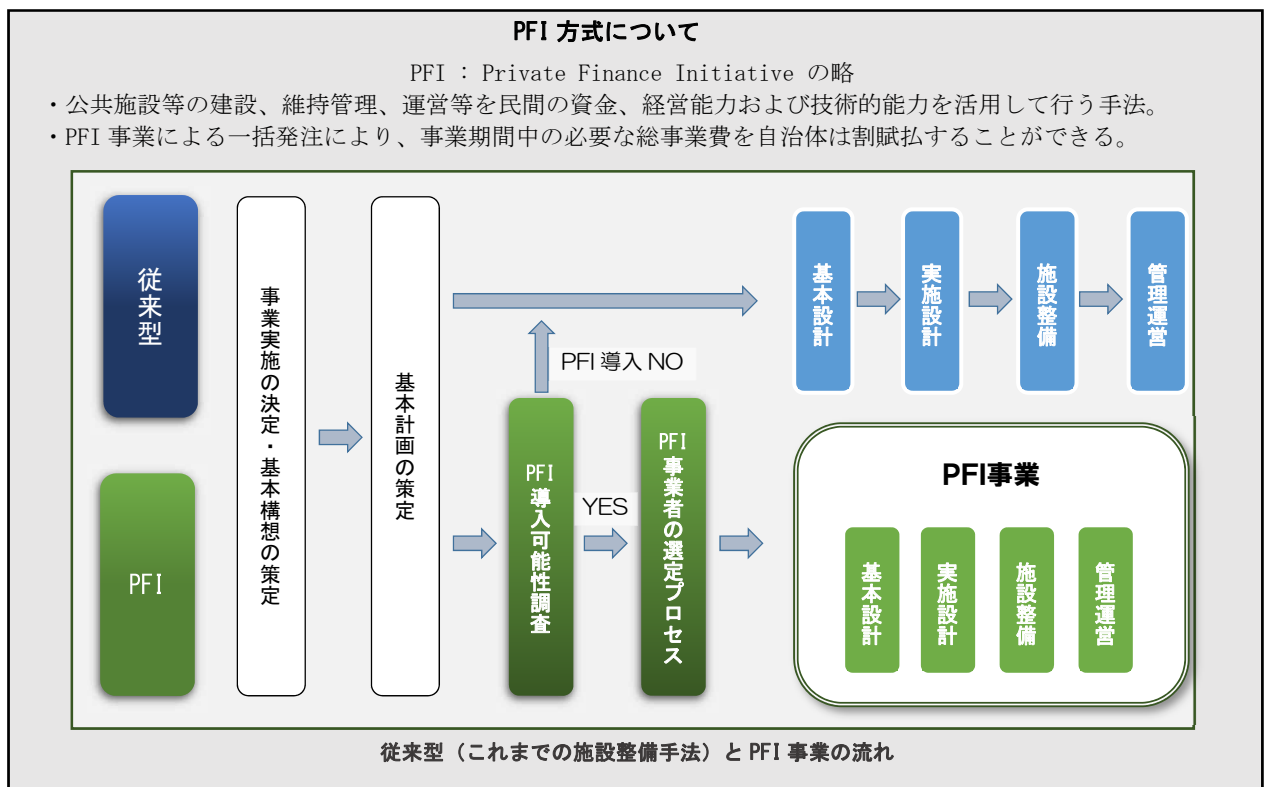 PFI 方式について
PFI : Private Finance Initiative の略
・公共施設等の建設、維持管理、運営等を民間の資金、経営能力および技術的能力を活用して行う手法。
・PFI 事業による一括発注により、事業期間中の必要な総事業費を自治体は割賦払することができる。
従来型
事業実施の決定・基本構想の策定
基本計画の策定
基本設計
実施設計
施設整備
管理運営
PFI 導入 NO
PFI
PFI 導入可能性調査
YES
PFI 事業者の選定プロセス
PFI事業
基本設計
実施設計
施設整備
管理運営
従来型（これまでの施設整備手法）と PFI 事業の流れ